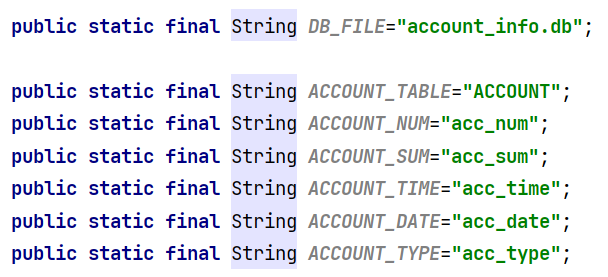 public static final String DB_FILE="account_info.db";
public static final String ACCOUNT_TABLE="ACCOUNT";
public static final String ACCOUNT_NUM="acc_num";
public static final String ACCOUNT_SUM="acc_sum";
public static final String ACCOUNT_TIME="acc_time";
public static final String ACCOUNT_DATE="acc_date";
public static final String ACCOUNT_TYPE="acc_type";